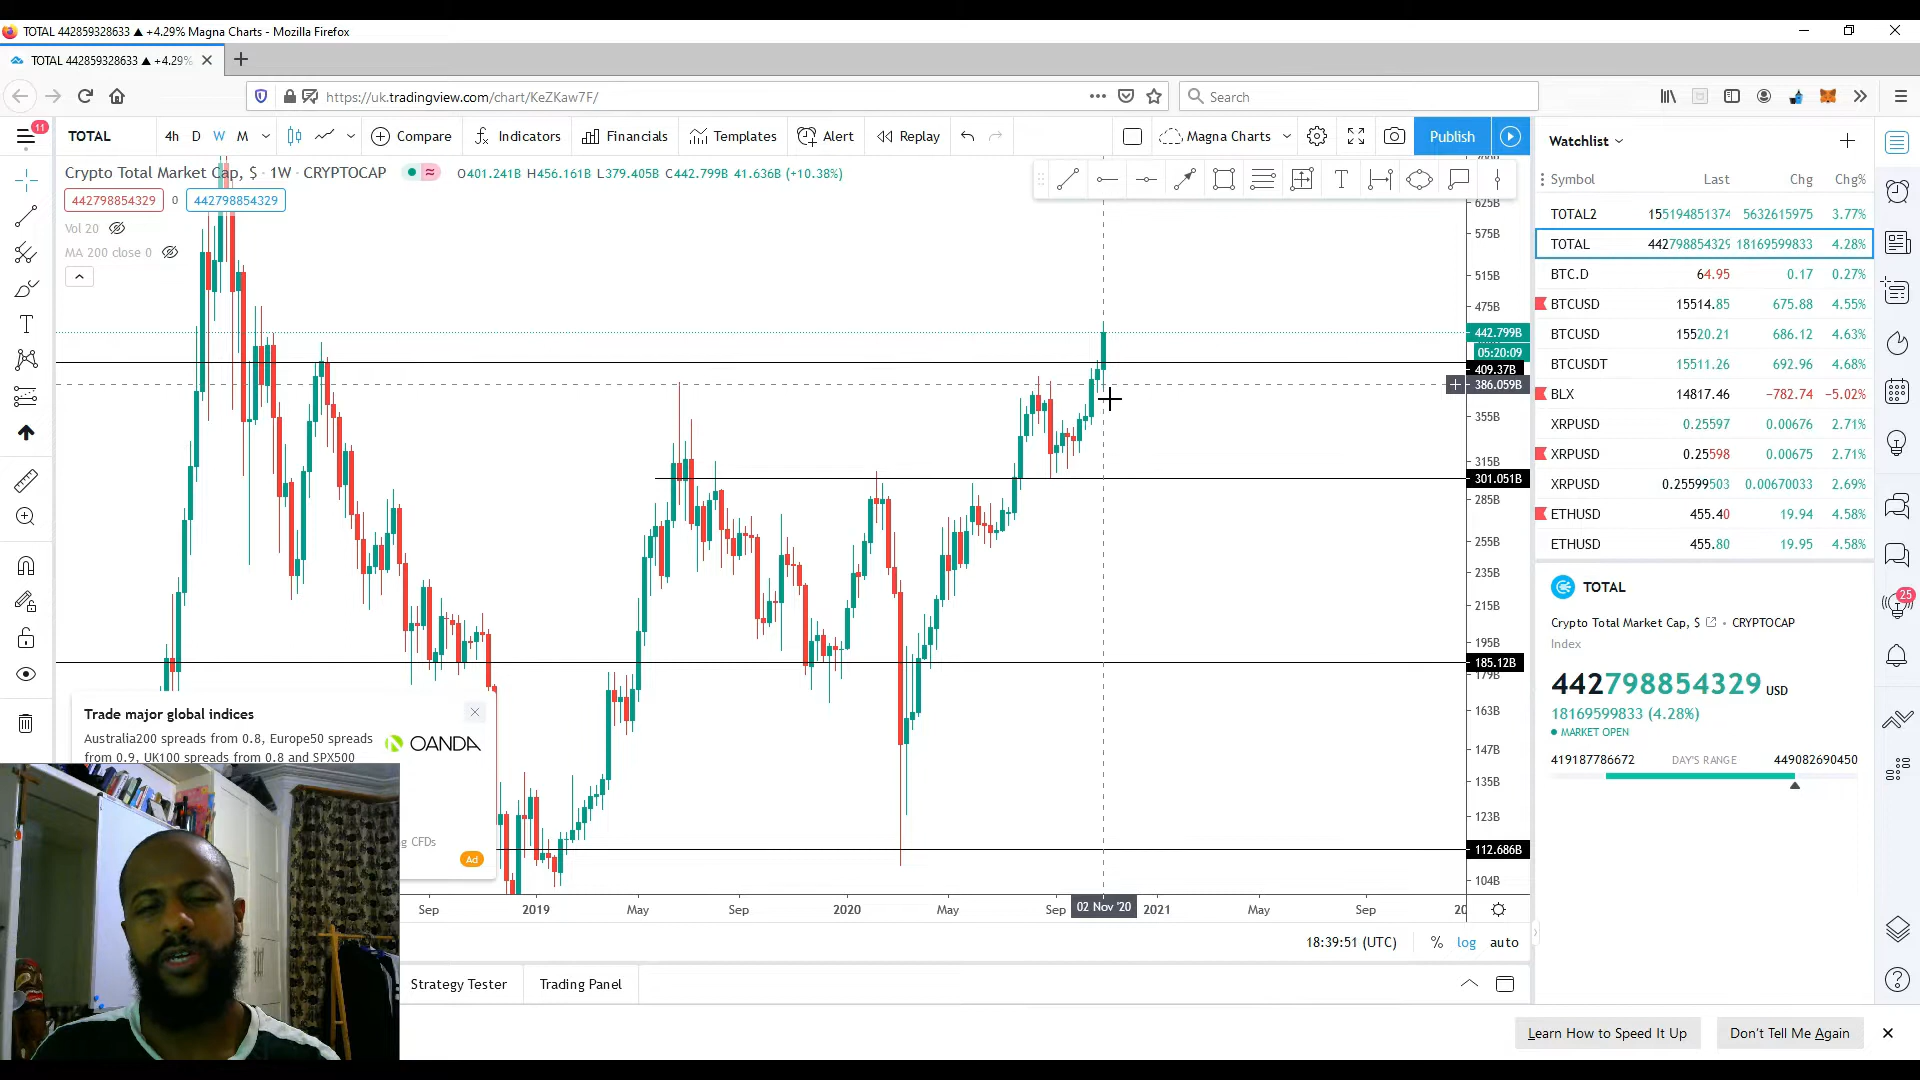 TOTAL 442859328633 ▲ +4.29% Magna Charts - Mozilla Firefox
TOTAL 442859328633 ▲ +4.29%
https://uk.tradingview.com/chart/KeZKaw7F/
Search
11
TOTAL
4h D W M
Compare
Indicators
Financials
Templates
Alert
Replay
Magna Charts
Publish
Crypto Total Market Cap, $ · 1W · CRYPTOCAP
O401.241B H456.161B L379.405B C442.799B 41.636B (+10.38%)
442798854329 0 442798854329
Vol 20
MA 200 close 0
625B
575B
515B
475B
442.799B
05:20:09
409.37B
386.059B
355B
315B
301.051B
285B
255B
235B
215B
195B
185.12B
179B
163B
147B
135B
123B
112.686B
104B
Trade major global indices
Australia200 spreads from 0.8, Europe50 spreads
from 0.9, UK100 spreads from 0.8 and SPX500
OANDA
g CFDs
Ad
Sep 2019 May Sep 2020 May Sep 02 Nov '20 2021 May Sep 20
18:39:51 (UTC) % log auto
Strategy Tester Trading Panel
Watchlist
Symbol Last Chg Chg%
TOTAL2 155194851374 5632615975 3.77%
TOTAL 442798854329 18169599833 4.28%
BTC.D 64.95 0.17 0.27%
BTCUSD 15514.85 675.88 4.55%
BTCUSD 15520.21 686.12 4.63%
BTCUSDT 15511.26 692.96 4.68%
BLX 14817.46 −782.74 −5.02%
XRPUSD 0.25597 0.00676 2.71%
XRPUSD 0.25598 0.00675 2.71%
XRPUSD 0.25599503 0.00670033 2.69%
ETHUSD 455.40 19.94 4.58%
ETHUSD 455.80 19.95 4.58%
TOTAL
Crypto Total Market Cap, $ • CRYPTOCAP
Index
442798854329 USD
18169599833 (4.28%)
MARKET OPEN
419187786672 DAY'S RANGE 449082690450
25
Learn How to Speed It Up
Don't Tell Me Again